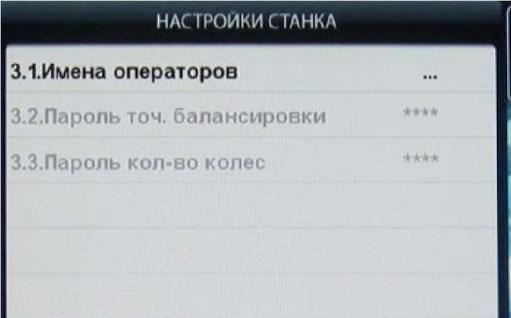 НАСТРОЙКИ СТАНКА
3.1.Имена операторов ...
3.2.Пароль точ. балансировки ****
3.3.Пароль кол-во колес ****